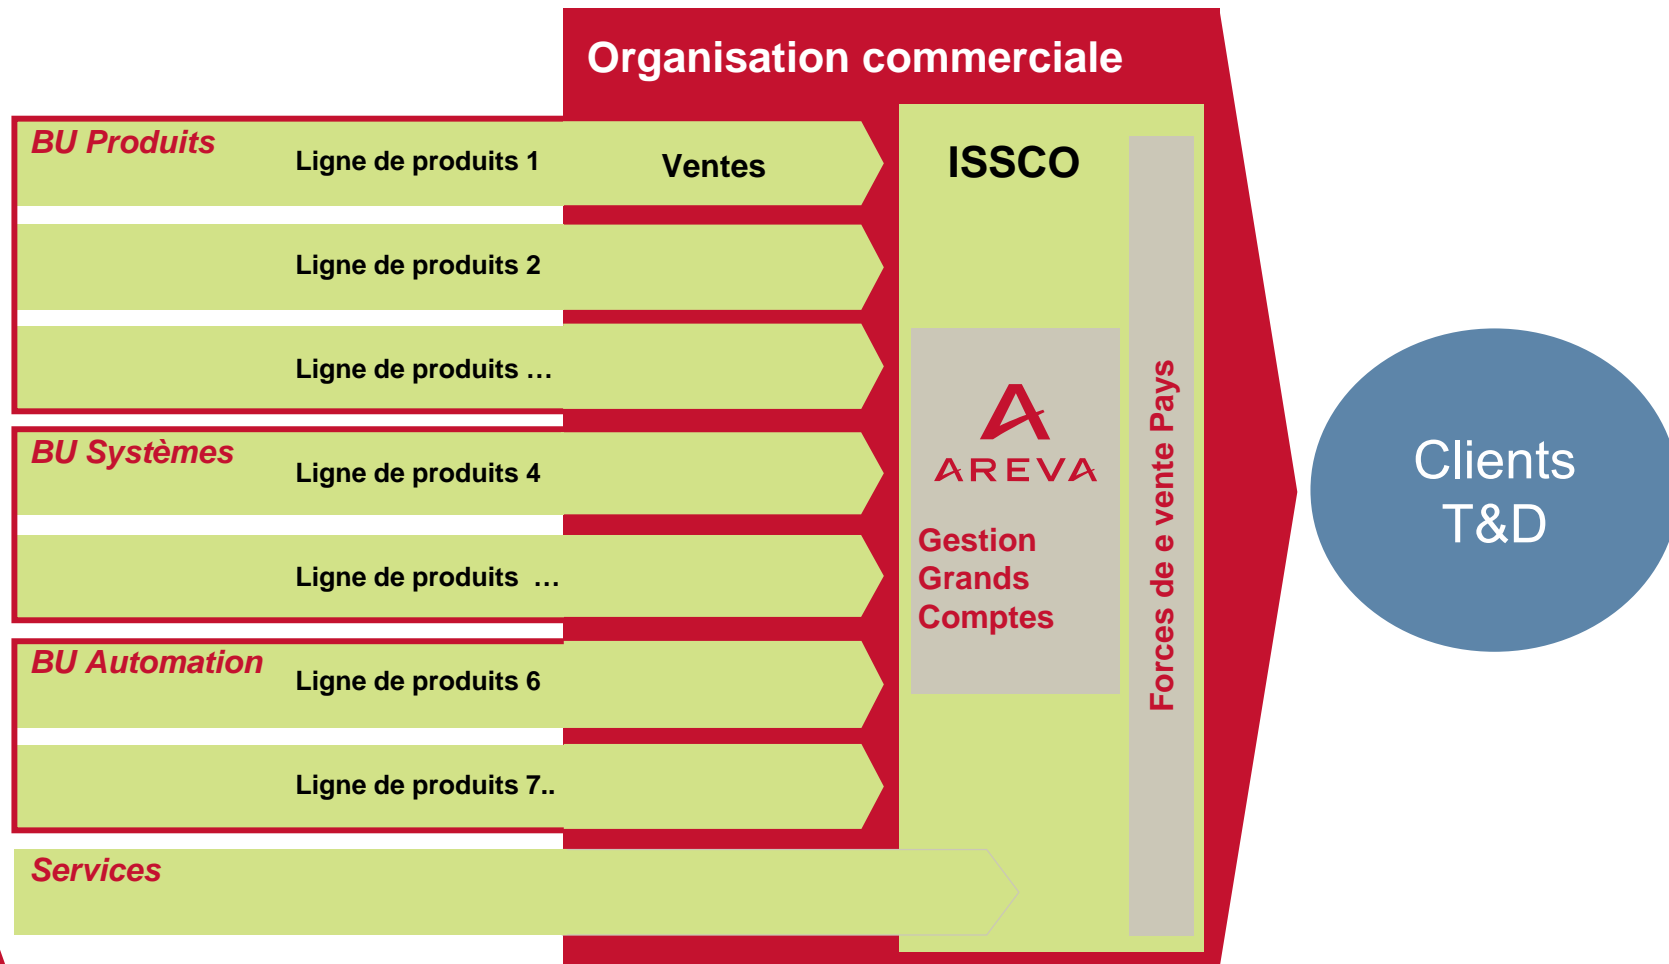 Organisation commerciale
BU Produits
Ligne de produits 1
Ventes
ISSCO
Ligne de produits 2
Ligne de produits …
BU Systèmes
Ligne de produits 4
Ligne de produits …
BU Automation
Ligne de produits 6
Ligne de produits 7..
Services
AREVA
Gestion
Grands
Comptes
Forces de e vente Pays
Clients
T&D